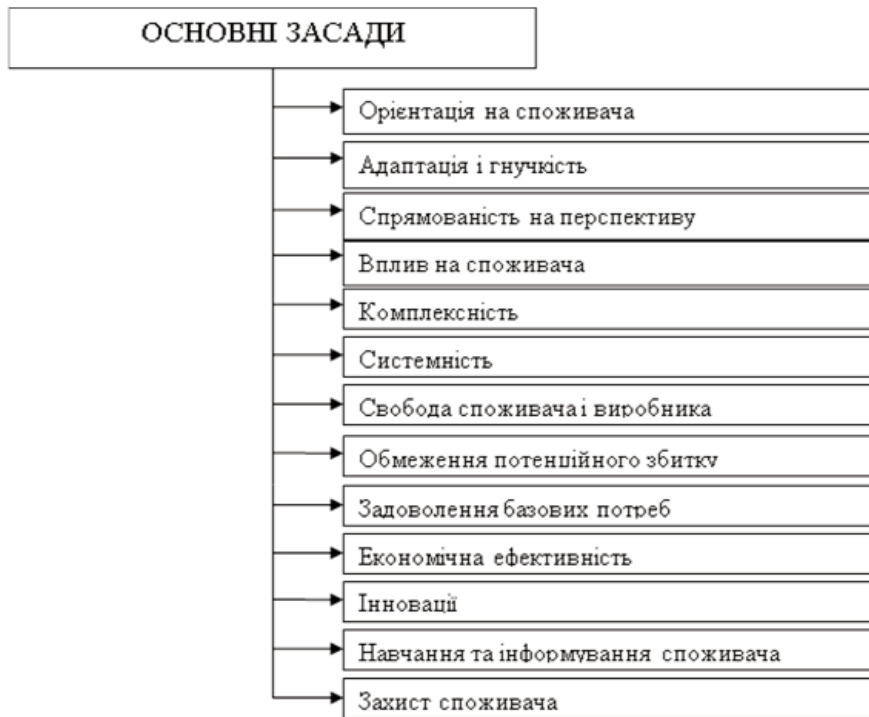 ОСНОВНІ ЗАСАДИ
Орієнтація на споживача
Адаптація і гнучкість
Спрямованість на перспективу
Вплив на споживача
Комплексність
Системність
Свобода споживача і виробника
Обмеження потенційного збитку
Задоволення базових потреб
Економічна ефективність
Інновації
Навчання та інформування споживача
Захист споживача